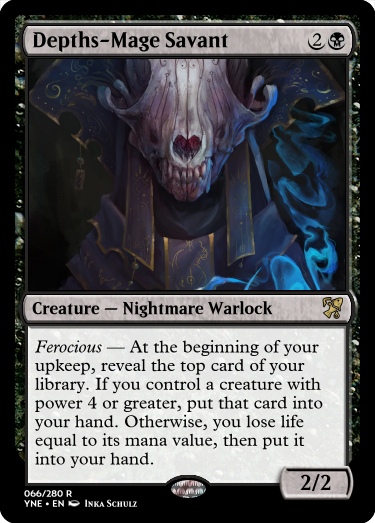 Depths-Mage Savant 2
Creature — Nightmare Warlock
Ferocious — At the beginning of your
upkeep, reveal the top card of your
library. If you control a creature with
power 4 or greater, put that card into
your hand. Otherwise, you lose life
equal to its mana value, then put it
into your hand.
2/2
066/280 R
YNE • EN Inka Schulz